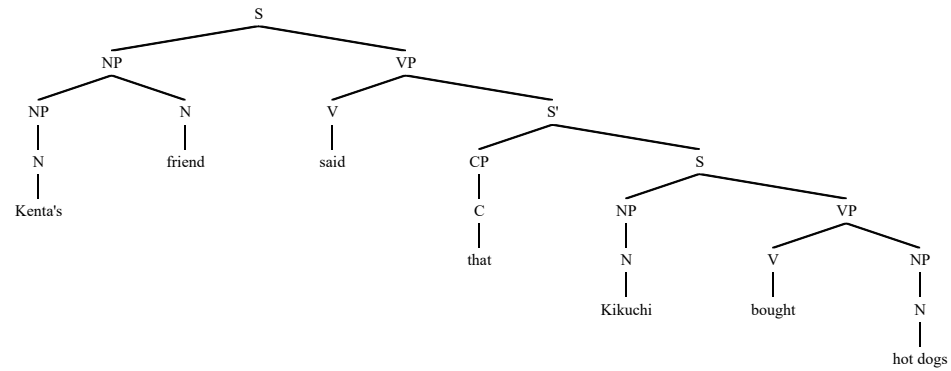 S
NP VP
NP N V S'
N friend said CP S
Kenta's C NP VP
that N V NP
Kikuchi bought N
hot dogs